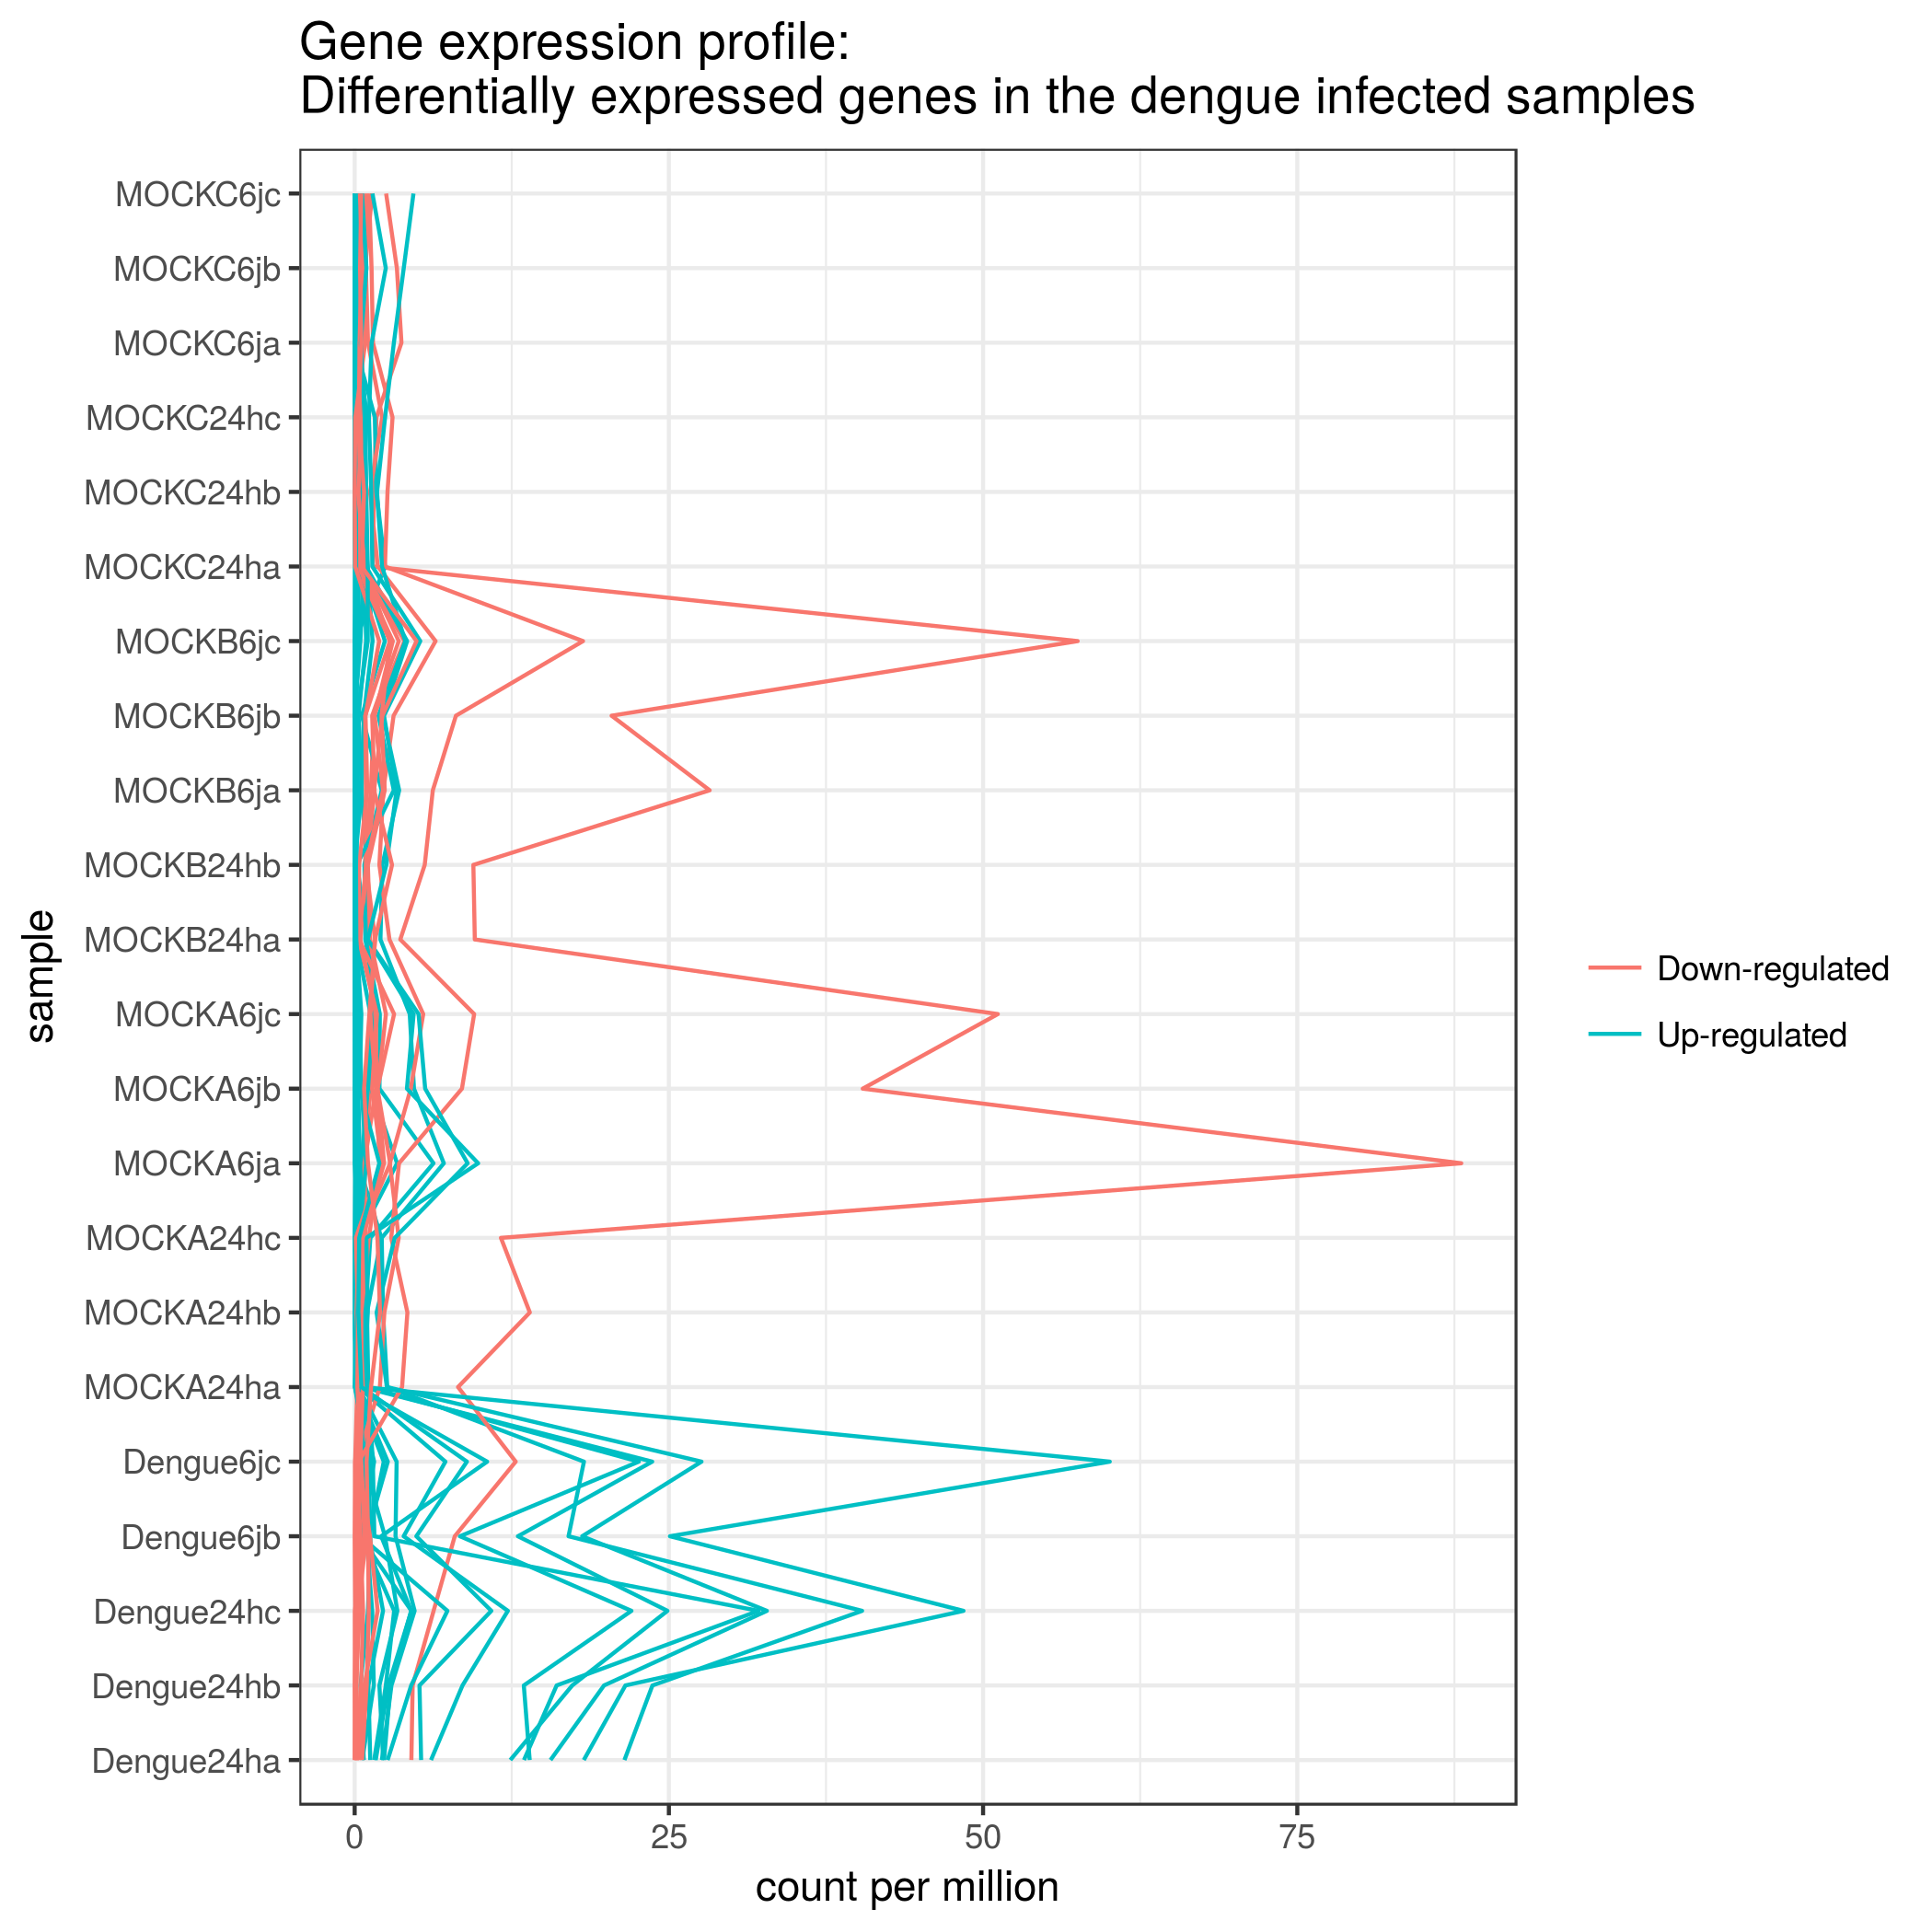 Gene expression profile:
Differentially expressed genes in the dengue infected samples
MOCKC6jc
MOCKC6jb
MOCKC6ja
MOCKC24hc
MOCKC24hb
MOCKC24ha
MOCKB6jc
MOCKB6jb
MOCKB6ja
MOCKB24hb
MOCKB24ha
MOCKA6jc
MOCKA6jb
MOCKA6ja
MOCKA24hc
MOCKA24hb
MOCKA24ha
Dengue6jc
Dengue6jb
Dengue24hc
Dengue24hb
Dengue24ha
sample
0 25 50 75
count per million
Down-regulated
Up-regulated